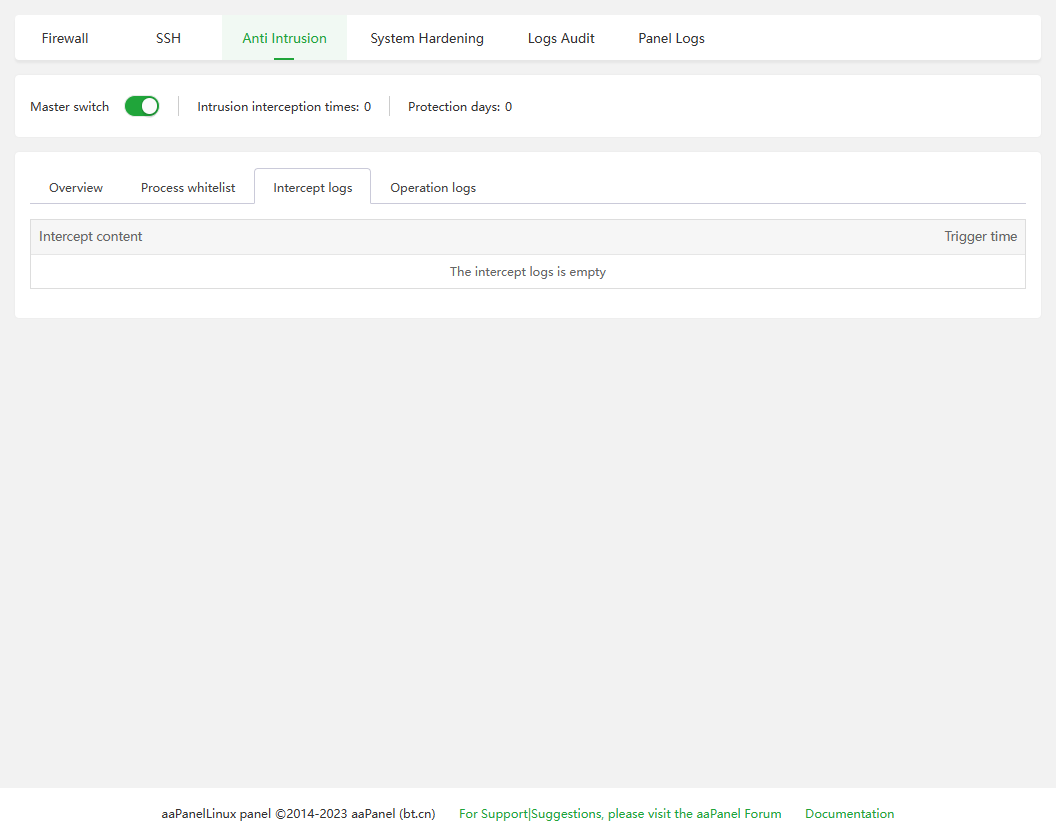 Firewall SSH Anti Intrusion System Hardening Logs Audit Panel Logs
Master switch Intrusion interception times: 0 Protection days: 0
Overview Process whitelist Intercept logs Operation logs
Intercept content Trigger time
The intercept logs is empty
aaPanelLinux panel ©2014-2023 aaPanel (bt.cn) For Support|Suggestions, please visit the aaPanel Forum Documentation